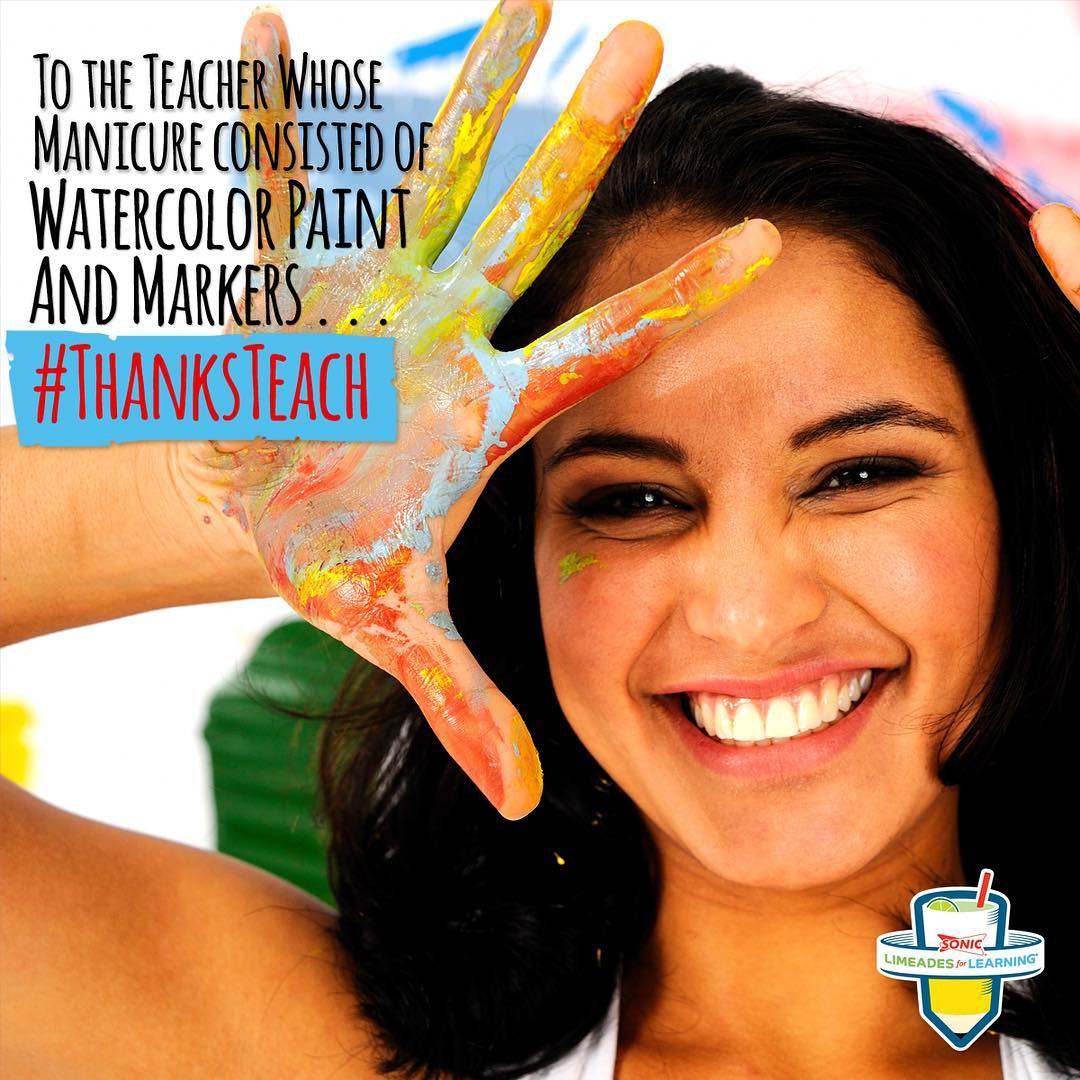 To the Teacher Whose
Manicure consisted of
Watercolor Paint
And Markers . . .
#ThanksTeach
SONIC
LIMEADES for LEARNING